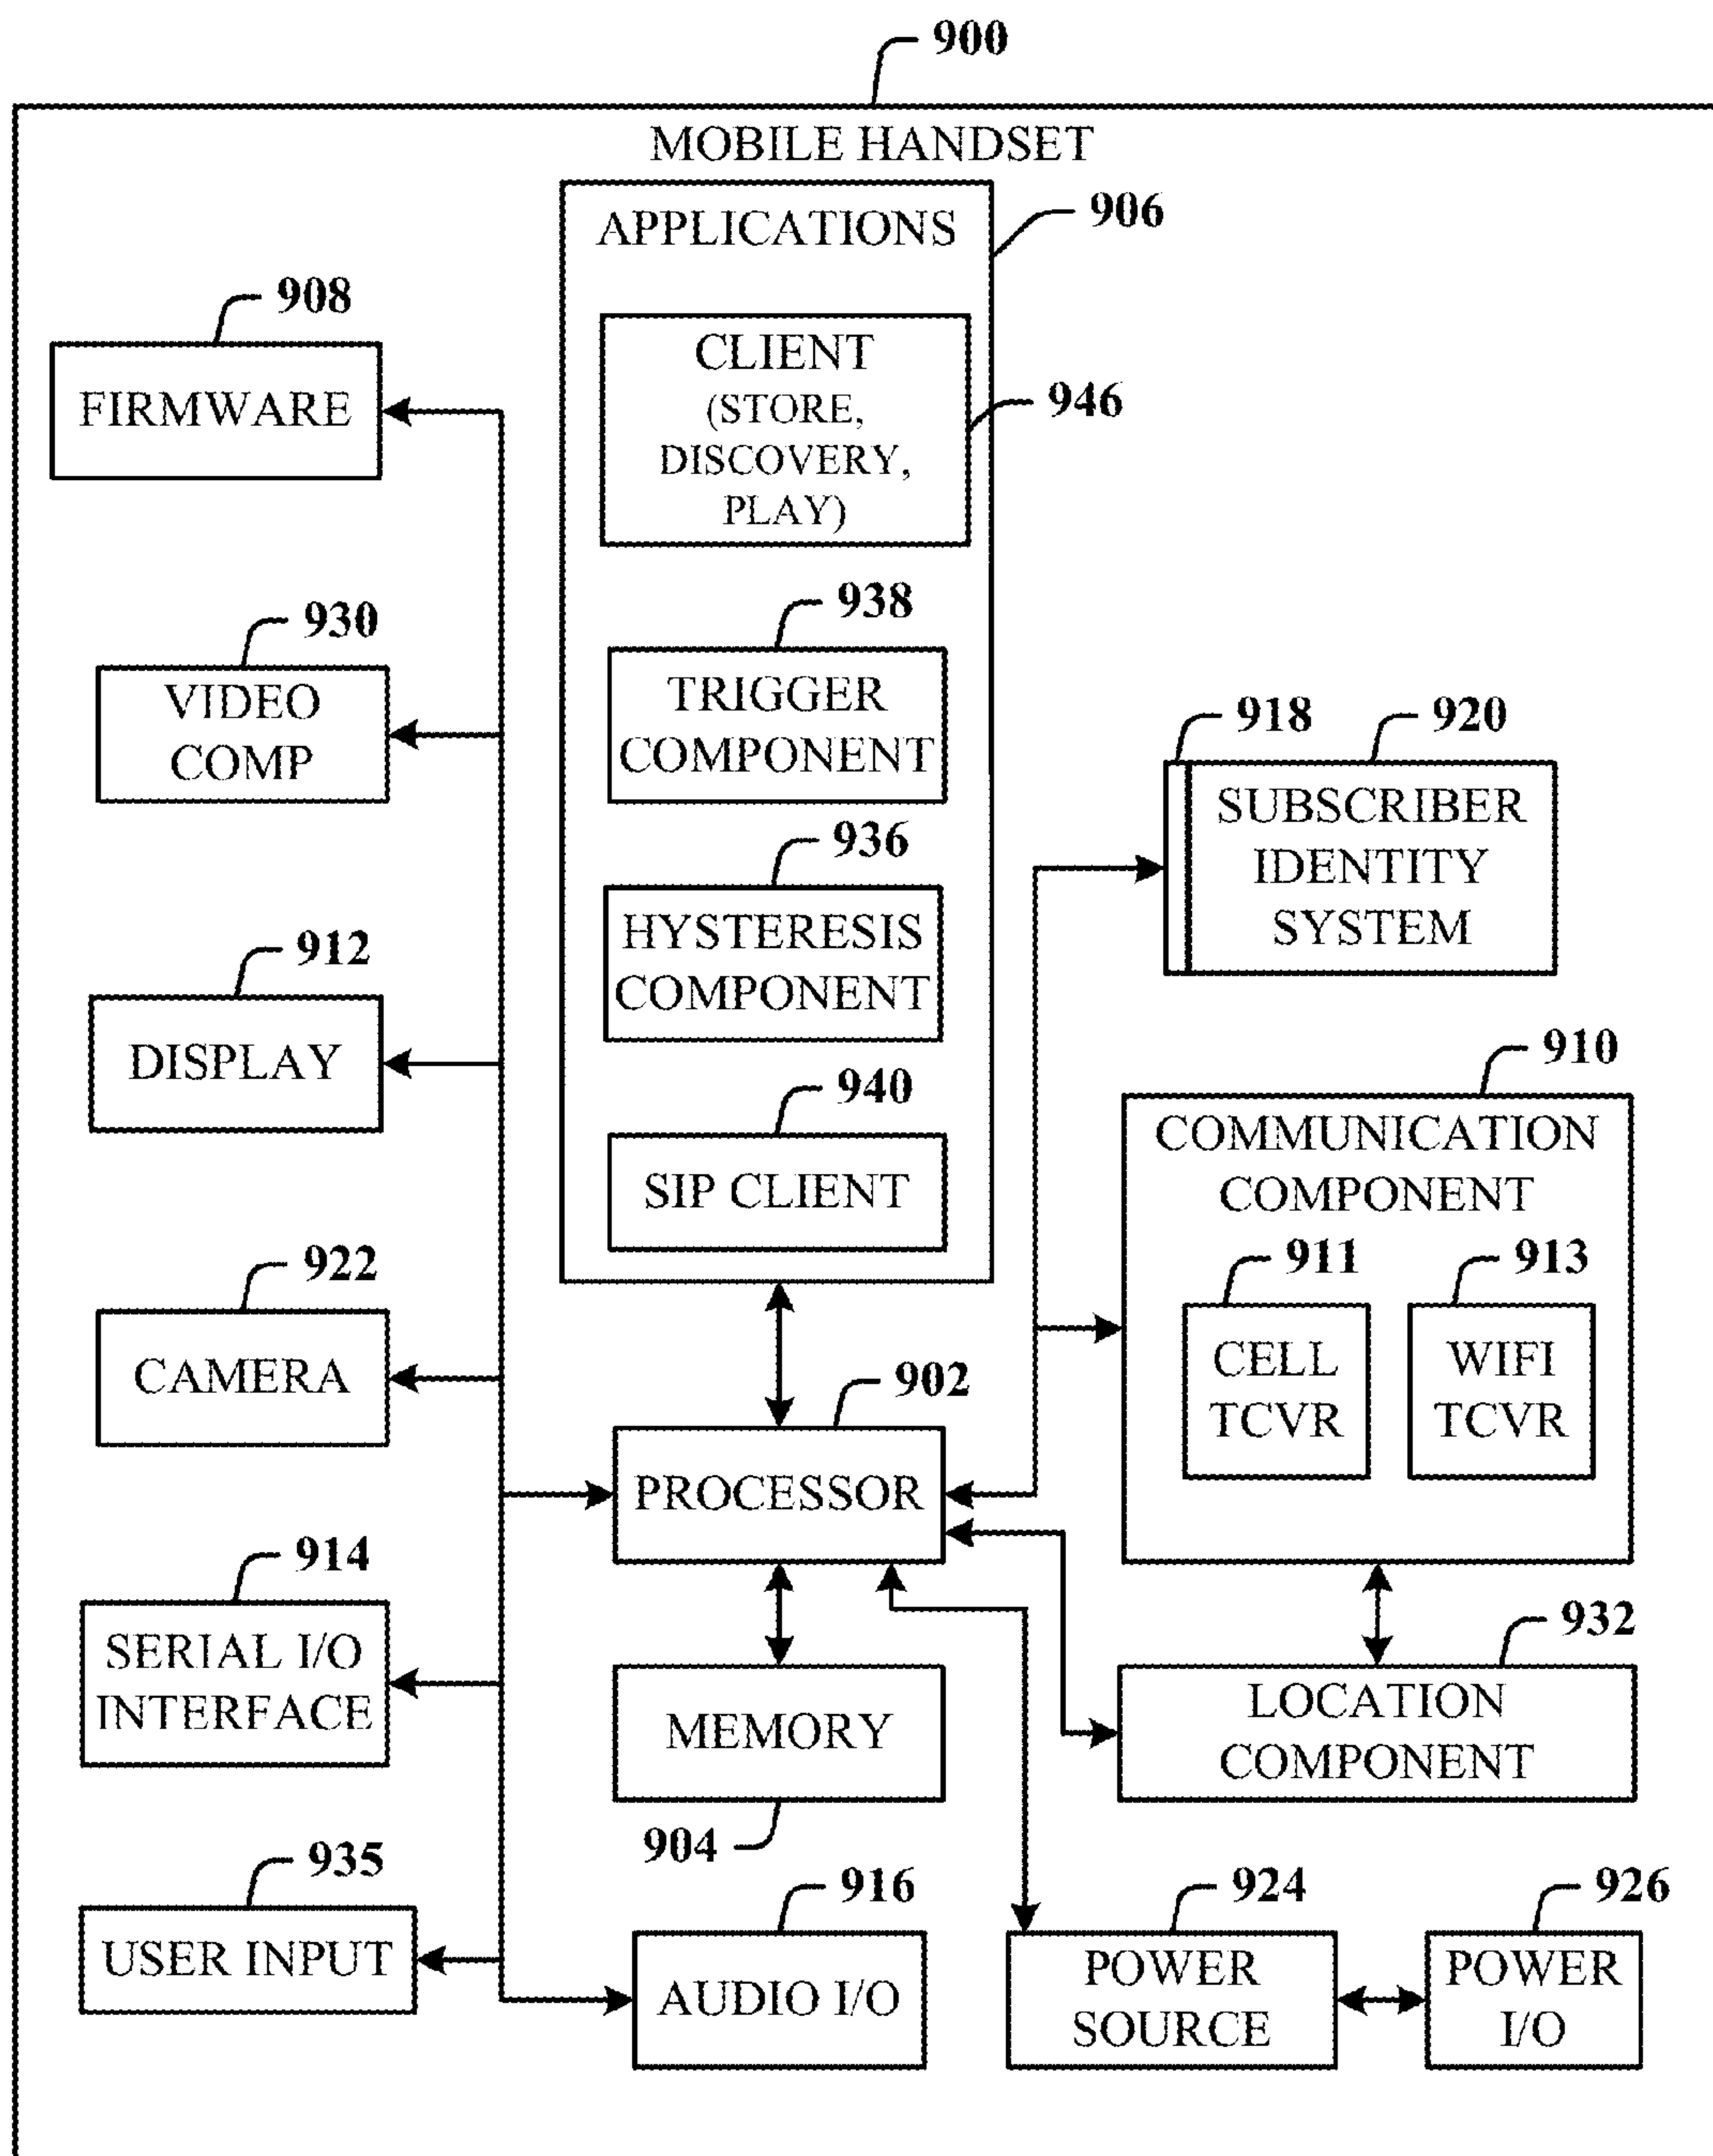 900
MOBILE HANDSET
APPLICATIONS
906
CLIENT
(STORE,
DISCOVERY,
PLAY)
946
938
TRIGGER
COMPONENT
936
HYSTERESIS
COMPONENT
940
SIP CLIENT
908
FIRMWARE
930
VIDEO
COMP
912
DISPLAY
922
CAMERA
914
SERIAL I/O
INTERFACE
935
USER INPUT
902
PROCESSOR
MEMORY
904
916
AUDIO I/O
918
920
SUBSCRIBER
IDENTITY
SYSTEM
910
COMMUNICATION
COMPONENT
911
CELL
TCVR
913
WIFI
TCVR
932
LOCATION
COMPONENT
924
POWER
SOURCE
926
POWER
I/O